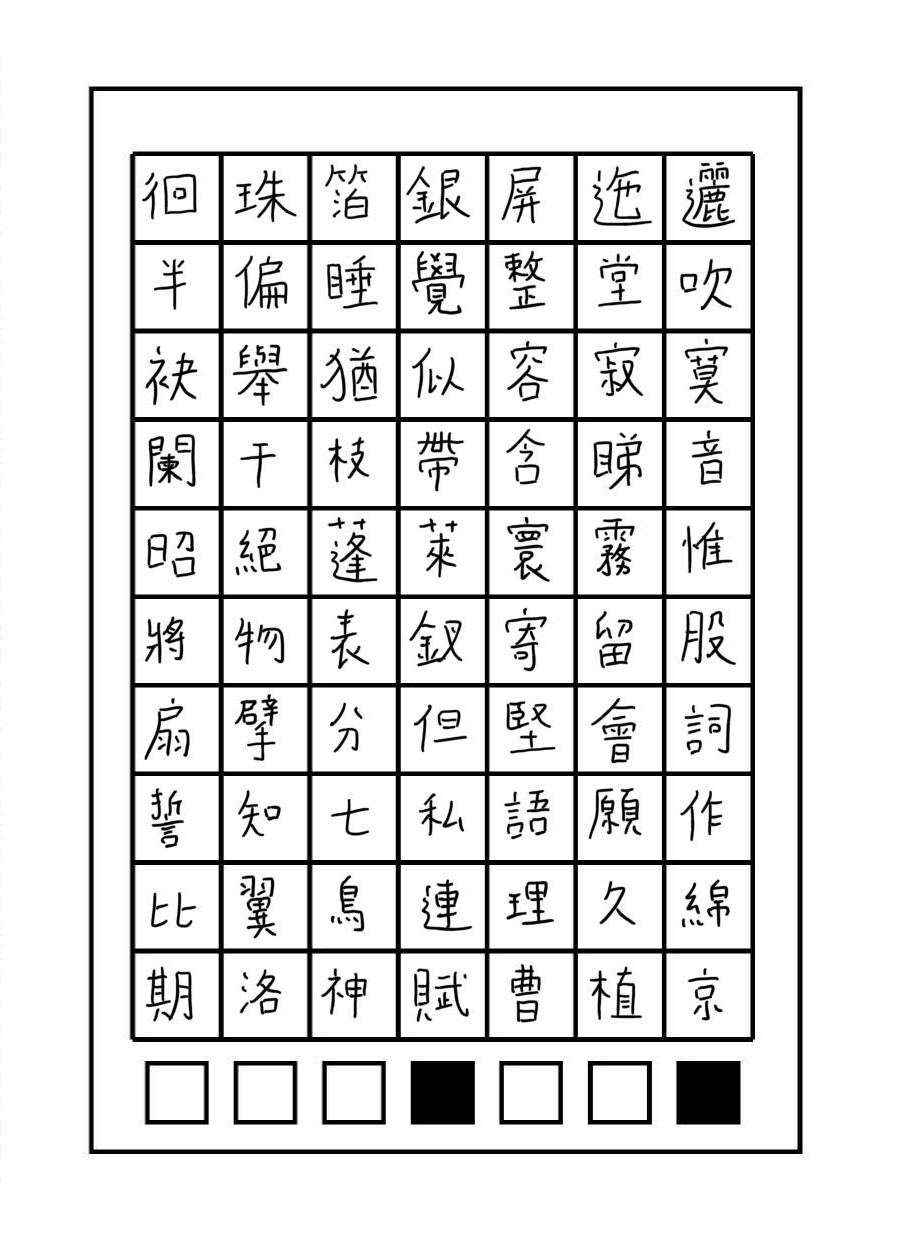 徊珠箔銀屏迤邐
半偏睡覺整堂吹
袂舉猶似容寂寞
闌干枝帶含睇音
昭絕蓬萊寰霧惟
將物表釵寄留股
扇擘分但堅會詞
誓知七私語願作
比翼鳥連理久綿
期洛神賦曹植京